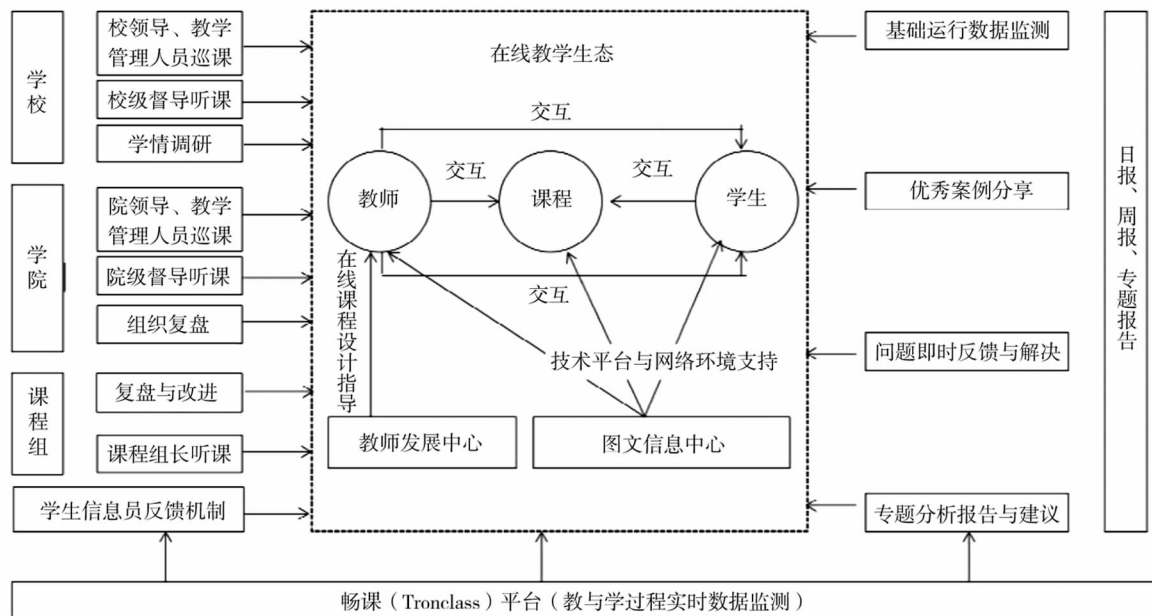 学校
校领导、教学
管理人员巡课
校级督导听课
学情调研
学院
院领导、教学
管理人员巡课
院级督导听课
组织复盘
课程组
复盘与改进
课程组长听课
学生信息员反馈机制
在线教学生态
交互
教师
交互
课程
交互
学生
交互
在线课程设计指导
技术平台与网络环境支持
教师发展中心
图文信息中心
基础运行数据监测
优秀案例分享
问题即时反馈与解决
专题分析报告与建议
日报、周报、专题报告
畅课（Tronclass）平台（教与学过程实时数据监测）